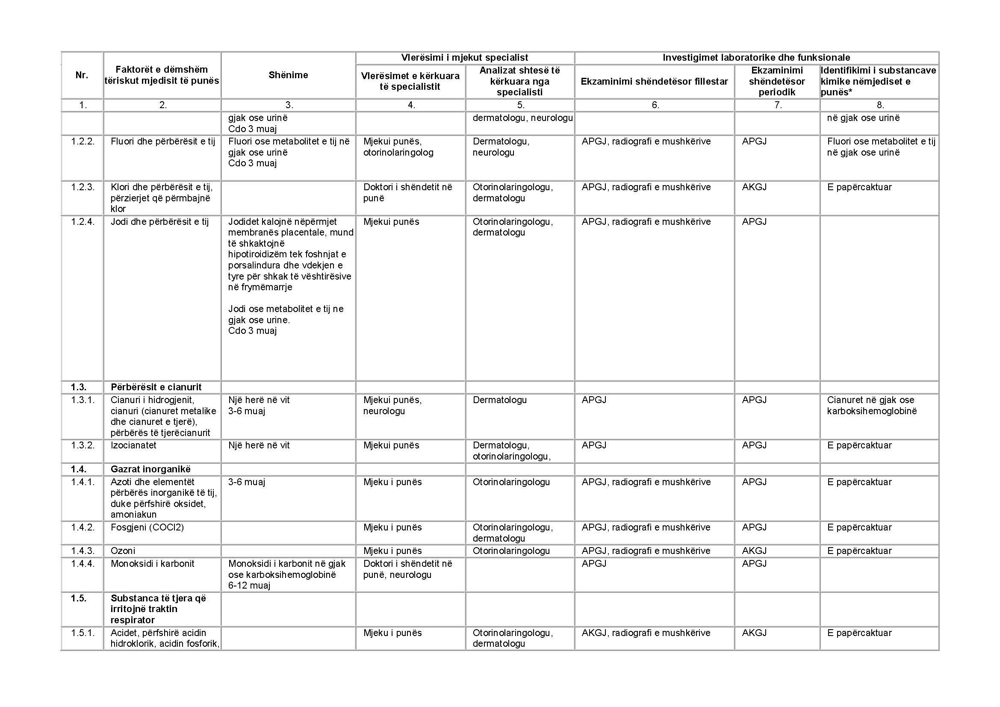 Nr.
Faktorët e dëmshëm
tëriskut mjedisit të punës
Shënime
Vlerësimi i mjekut specialist
Investigimet laboratorike dhe funksionale
Vlerësimet e kërkuara
të specialistit
Analizat shtesë të
kërkuara nga
specialisti
Ekzaminimi shëndetësor fillestar
Ekzaminimi
shëndetësor
periodik
Identifikimi i substancave
kimike nëmjediset e
punës*
1.
2.
3.
4.
5.
6.
7.
8.
gjak ose urinë
Cdo 3 muaj
dermatologu, neurologu
në gjak ose urinë
1.2.2.
Fluori dhe përbërësit e tij
Fluori ose metabolitet e tij në
gjak ose urinë
Cdo 3 muaj
Mjekui punës,
otorinolaringolog
Dermatologu,
neurologu
APGJ, radiografi e mushkërive
APGJ
Fluori ose metabolitet e tij
në gjak ose urinë
1.2.3.
Klori dhe përbërësit e tij,
përzierjet që përmbajnë
klor
Doktori i shëndetit në
punë
Otorinolaringologu,
dermatologu
APGJ, radiografi e mushkërive
AKGJ
E papërcaktuar
1.2.4.
Jodi dhe përbërësit e tij
Jodidet kalojnë nëpërmjet
membranës placentale, mund
të shkaktojnë
hipotiroidizëm tek foshnjat e
porsalindura dhe vdekjen e
tyre për shkak të vështirësive
në frymëmarrje
Jodi ose metabolitet e tij ne
gjak ose urine.
Cdo 3 muaj
Mjekui punës
Otorinolaringologu,
dermatologu
APGJ, radiografi e mushkërive
APGJ
1.3.
Përbërësit e cianurit
1.3.1.
Cianuri i hidrogjenit,
cianuri (cianuret metalike
dhe cianuret e tjerë),
përbërës të tjerëcianurit
Një herë në vit
3-6 muaj
Mjekui punës,
neurologu
Dermatologu
APGJ
APGJ
Cianuret në gjak ose
karboksihemoglobinë
1.3.2.
Izocianatet
Një herë në vit
Mjekui punës
Dermatologu,
otorinolaringologu,
APGJ
APGJ
E papërcaktuar
1.4.
Gazrat inorganikë
1.4.1.
Azoti dhe elementët
përbërës inorganikë të tij,
duke përfshirë oksidet,
amoniakun
3-6 muaj
Mjeku i punës
Otorinolaringologu
APGJ, radiografi e mushkërive
APGJ
E papërcaktuar
1.4.2.
Fosgjeni (COCl2)
Mjeku i punës
Otorinolaringologu,
dermatologu
APGJ, radiografi e mushkërive
APGJ
E papërcaktuar
1.4.3.
Ozoni
Mjeku i punës
Otorinolaringologu
APGJ, radiografi e mushkërive
AKGJ
E papërcaktuar
1.4.4.
Monoksidi i karbonit
Monoksidi i karbonit në gjak
ose karboksihemoglobinë
6-12 muaj
Doktori i shëndetit në
punë, neurologu
APGJ
APGJ
1.5.
Substanca të tjera që
irritojnë traktin
respirator
1.5.1.
Acidet, përfshirë acidin
hidroklorik, acidin fosforik,
Mjeku i punës
Otorinolaringologu,
dermatologu
AKGJ, radiografi e mushkërive
AKGJ
E papërcaktuar